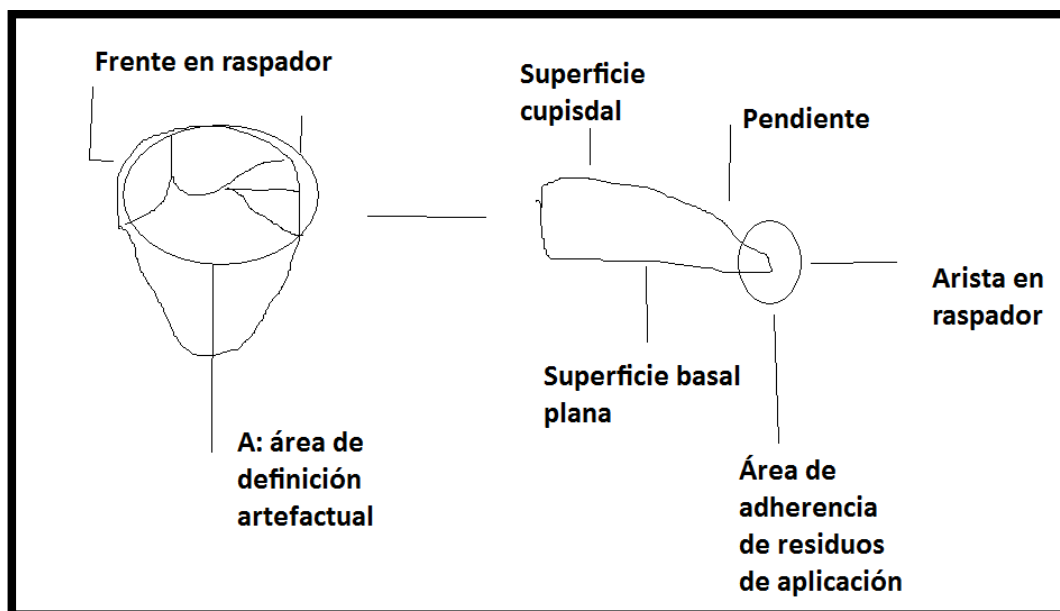 Frente en raspador
Superficie
cupisdal
Pendiente
Arista en
raspador
Superficie basal
plana
A: área de
definición
artefactual
Área de
adherencia
de residuos
de aplicación